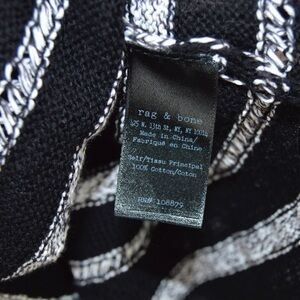 rag & bone
425 W. 13th St, NY, NY 10014
Made in China/
Fabriqué en Chine
Self/Tissu Principal
100% Cotton/Coton
RN# 108875